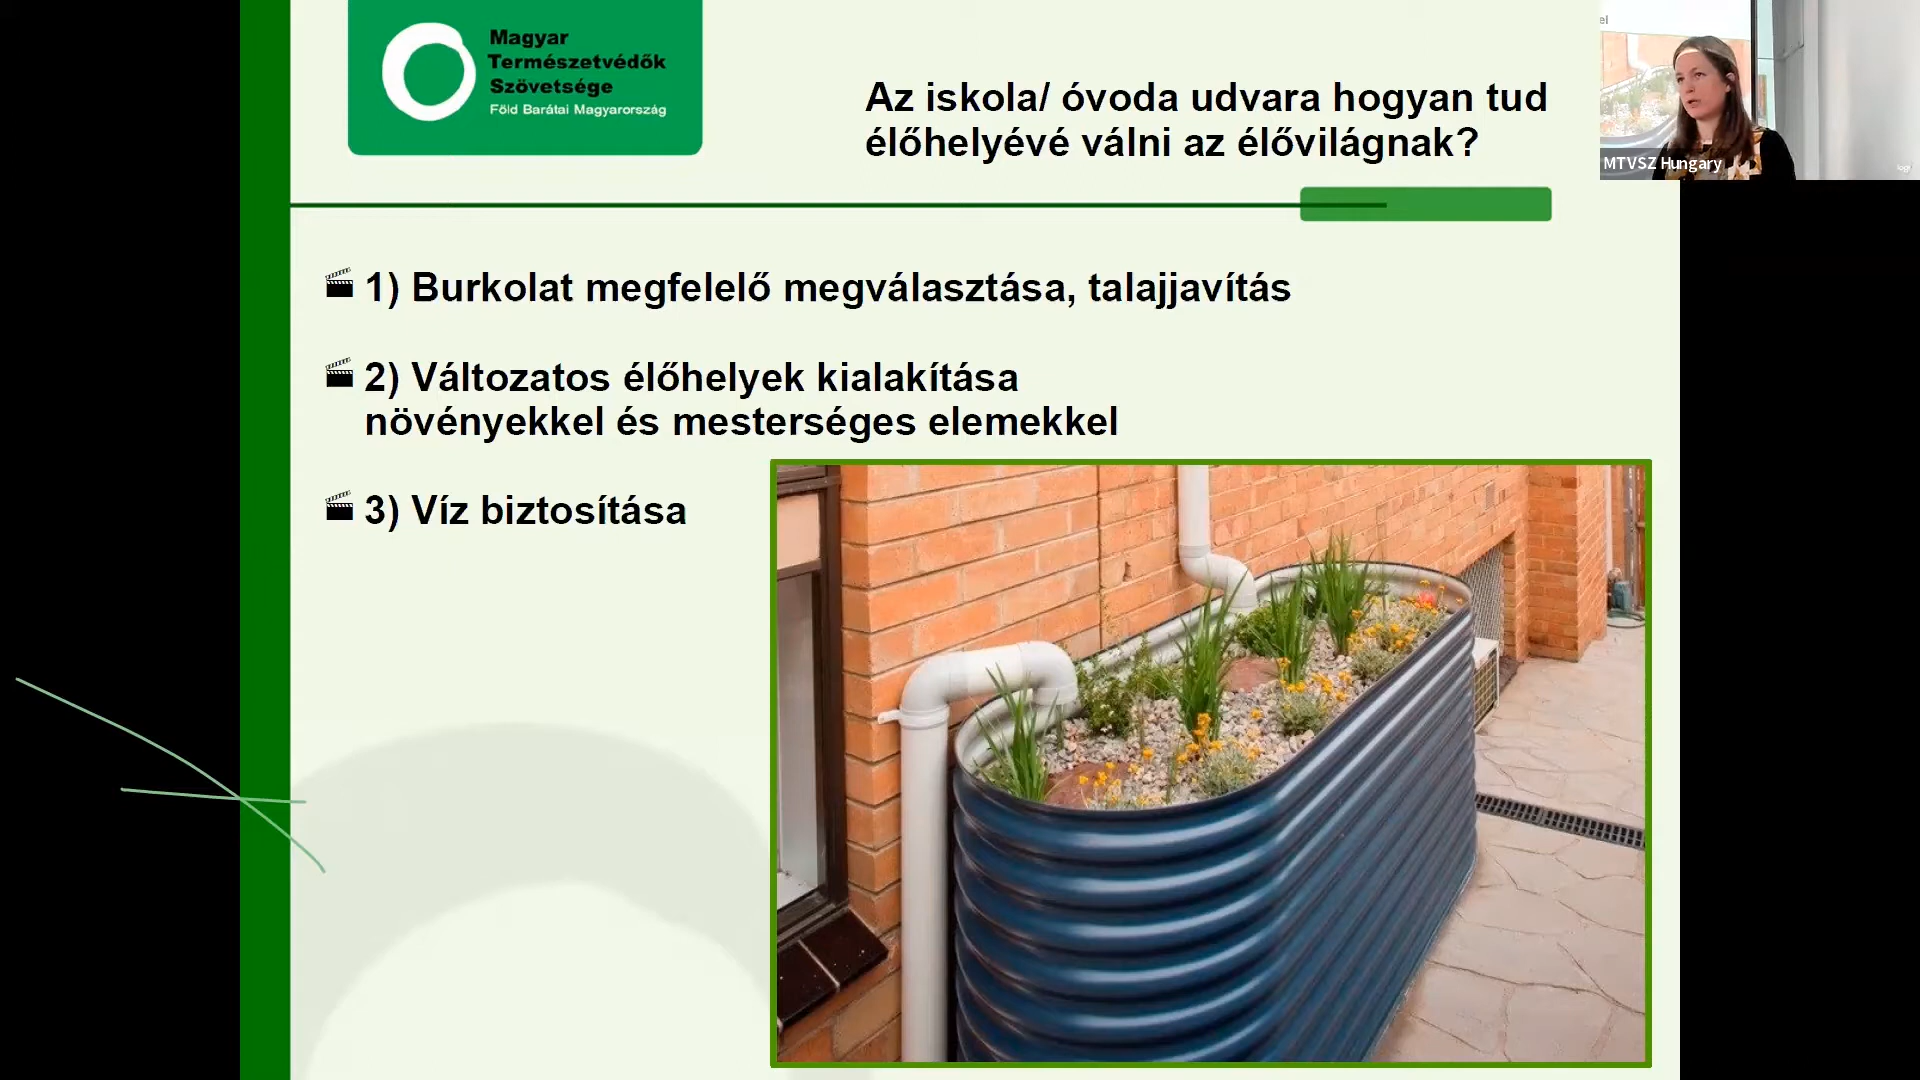 Magyar
Természetvédők
Szövetsége
Föld Barátai Magyarország
Az iskola/ óvoda udvara hogyan tud
élőhelyévé válni az élővilágnak?
el
MTVSZ Hungary
1) Burkolat megfelelő megválasztása, talajjavítás
2) Változatos élőhelyek kialakítása
növényekkel és mesterséges elemekkel
3) Víz biztosítása